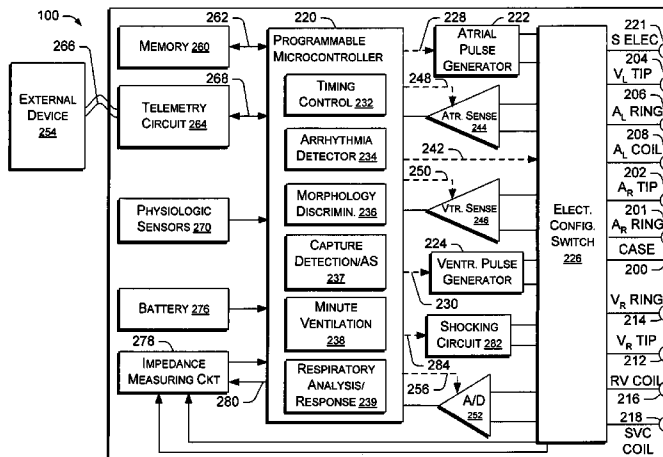 100
266
EXTERNAL
DEVICE
254
262
MEMORY 260
268
TELEMETRY
CIRCUIT
264
PHYSIOLOGIC
SENSORS 270
BATTERY 276
278
IMPEDANCE
MEASURING CKT
280
220
PROGRAMMABLE
MICROCONTROLLER
TIMING
CONTROL 232
ARRHYTHMIA
DETECTOR 234
MORPHOLOGY
DISCRIMIN. 236
CAPTURE
DETECTION/AS
237
MINUTE
VENTILATION
238
RESPIRATORY
ANALYSIS/
RESPONSE 239
228
222
ATRIAL
PULSE
GENERATOR
248
ATR. SENSE
244
242
250
VTR. SENSE
246
224
VENTR. PULSE
GENERATOR
230
SHOCKING
CIRCUIT 282
284
256
A/D
252
ELECT.
CONFIG.
SWITCH
226
221
S ELEC
204
VL TIP
206
AL RING
208
AL COIL
202
AR TIP
201
AR RING
CASE
200
VR RING
214
VR TIP
212
RV COIL
216
218
SVC
COIL